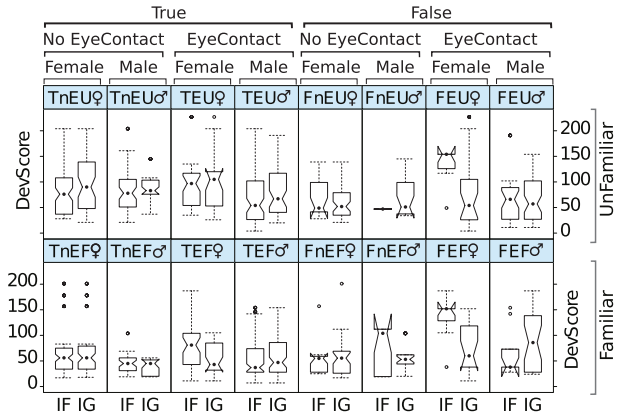 True False
No EyeContact EyeContact No EyeContact EyeContact
Female Male Female Male Female Male Female Male
TnEU♀ TnEU♂ TEU♀ TEU♂ FnEU♀ FnEU♂ FEU♀ FEU♂
DevScore
200
150
100
50
0
UnFamiliar
TnEF♀ TnEF♂ TEF♀ TEF♂ FnEF♀ FnEF♂ FEF♀ FEF♂
200
150
100
50
0
DevScore
Familiar
IF IG IF IG IF IG IF IG IF IG IF IG IF IG IF IG